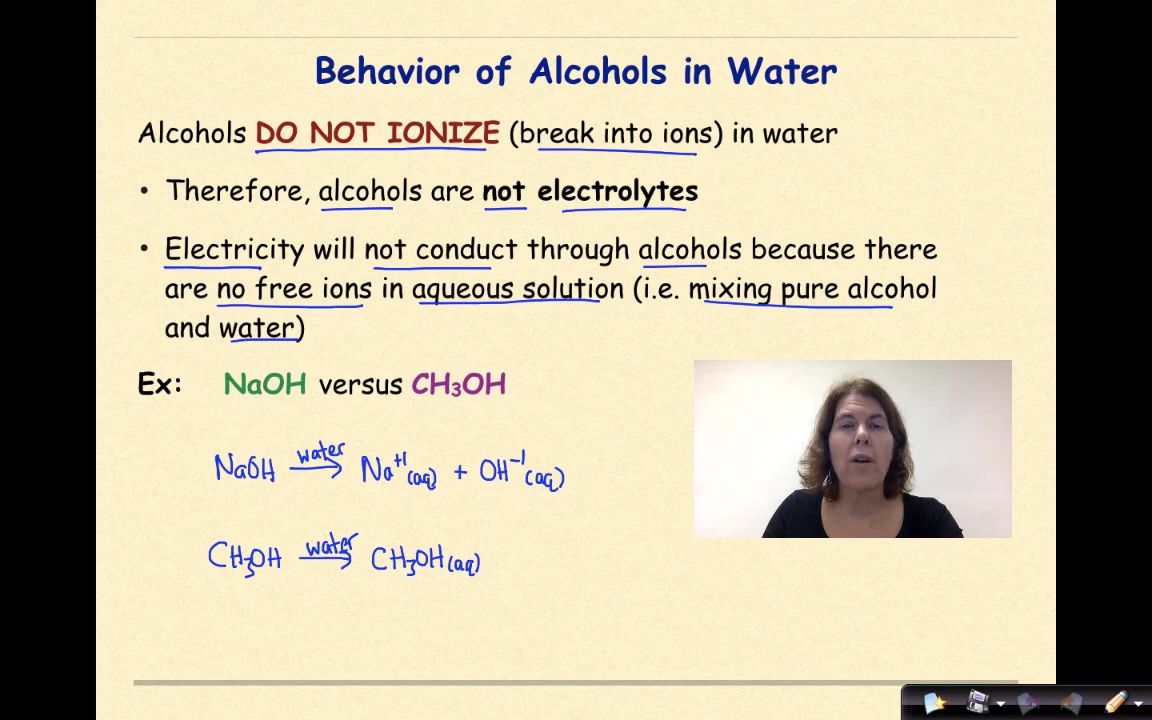 Behavior of Alcohols in Water
Alcohols DO NOT IONIZE (break into ions) in water
• Therefore, alcohols are not electrolytes
• Electricity will not conduct through alcohols because there
are no free ions in aqueous solution (i.e. mixing pure alcohol
and water)
Ex: NaOH versus CH₃OH
NaOH water→ Na⁺¹(aq) + OH⁻¹(aq)
CH₃OH water→ CH₃OH(aq)